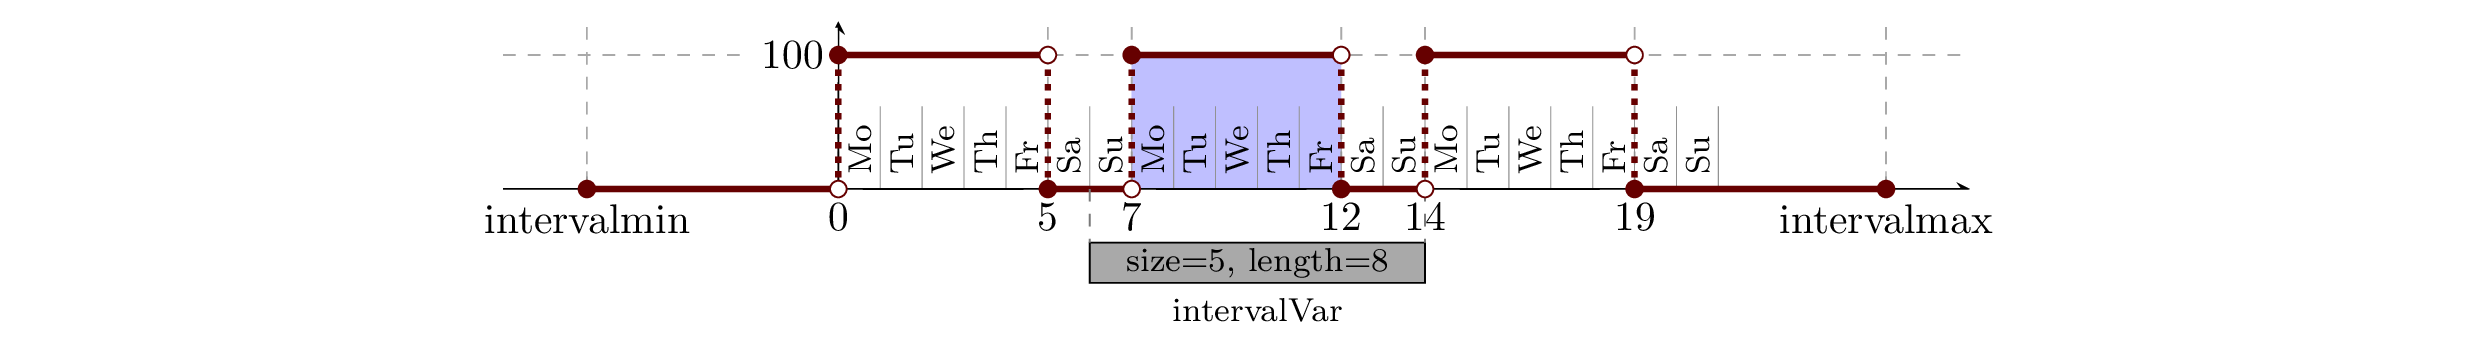 100
Mo Tu We Th Fr Sa Su Mo Tu We Th Fr Sa Su Mo Tu We Th Fr Sa Su
intervalmin 0 5 7 12 14 19 intervalmax
size=5, length=8
intervalVar